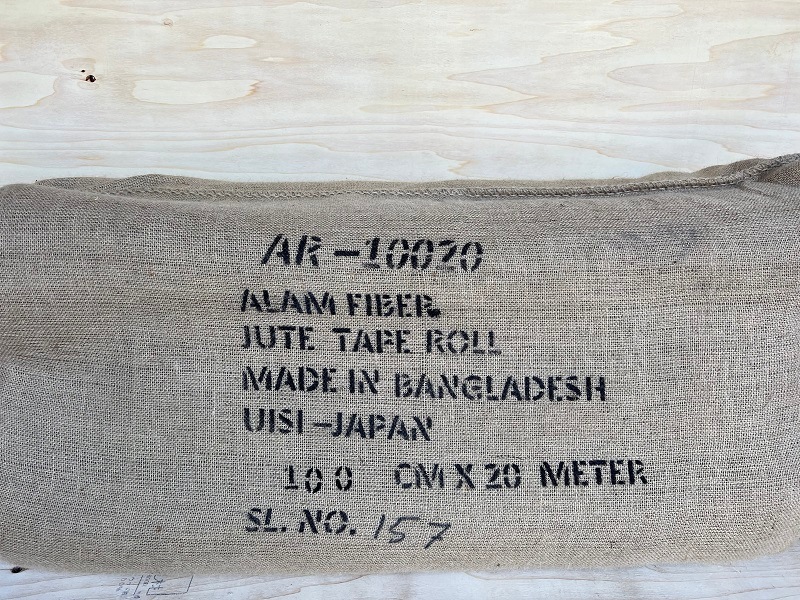 AR-10020
ALAM FIBER
JUTE TAPE ROLL
MADE IN BANGLADESH
UISI-JAPAN
100 CM X 20 METER
SL. NO. 157